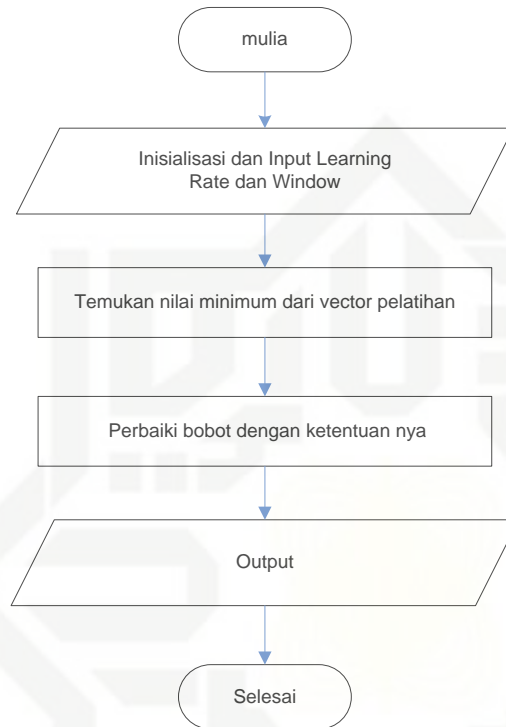 mulia
Inisialisasi dan Input Learning
Rate dan Window
Temukan nilai minimum dari vector pelatihan
Perbaiki bobot dengan ketentuan nya
Output
Selesai